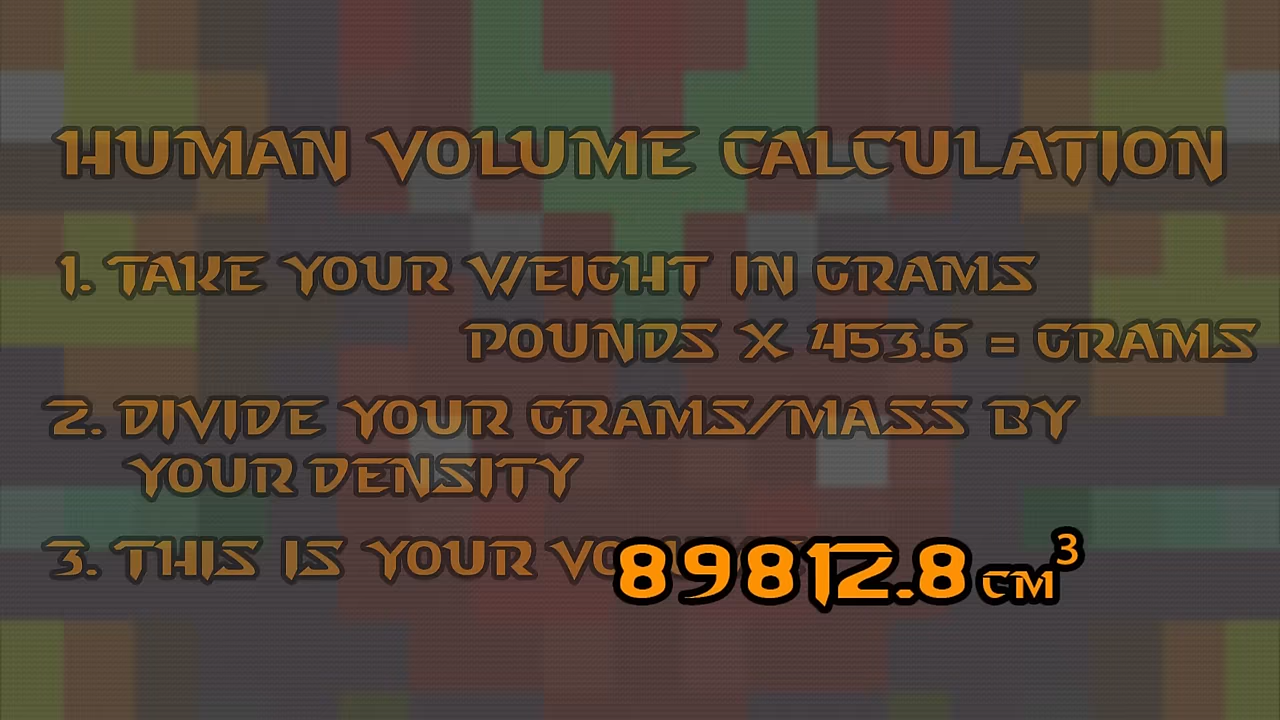 HUMAN VOLUME CALCULATION
1. TAKE YOUR WEIGHT IN GRAMS
POUNDS X 453.6 = GRAMS
2. DIVIDE YOUR GRAMS/MASS BY
YOUR DENSITY
3. THIS IS YOUR
89812.8 CM³